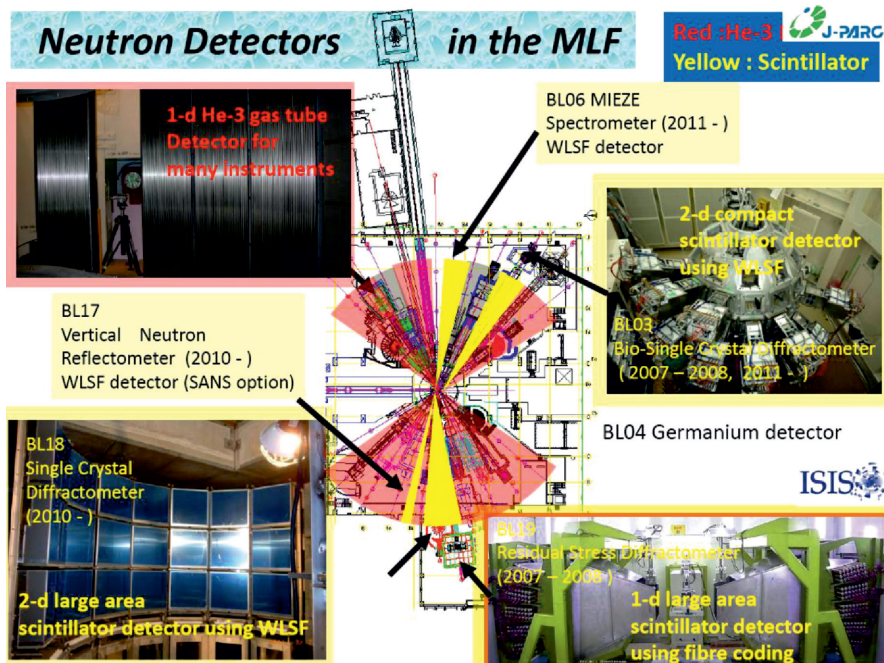 Neutron Detectors in the MLF
Red :He-3
J-PARC
Yellow : Scintillator
1-d He-3 gas tube
Detector for
many instruments
BL06 MIEZE
Spectrometer (2011 - )
WLSF detector
2-d compact
scintillator detector
using WLSF
BL03
Bio-Single Crystal Diffractometer
( 2007 – 2008, 2011 - )
BL17
Vertical Neutron
Reflectometer (2010 - )
WLSF detector (SANS option)
BL04 Germanium detector
ISIS
BL18
Single Crystal
Diffractometer
(2010 - )
2-d large area
scintillator detector using WLSF
BL19
Residual Stress Diffractometer
(2007 – 2008 )
1-d large area
scintillator detector
using fibre coding